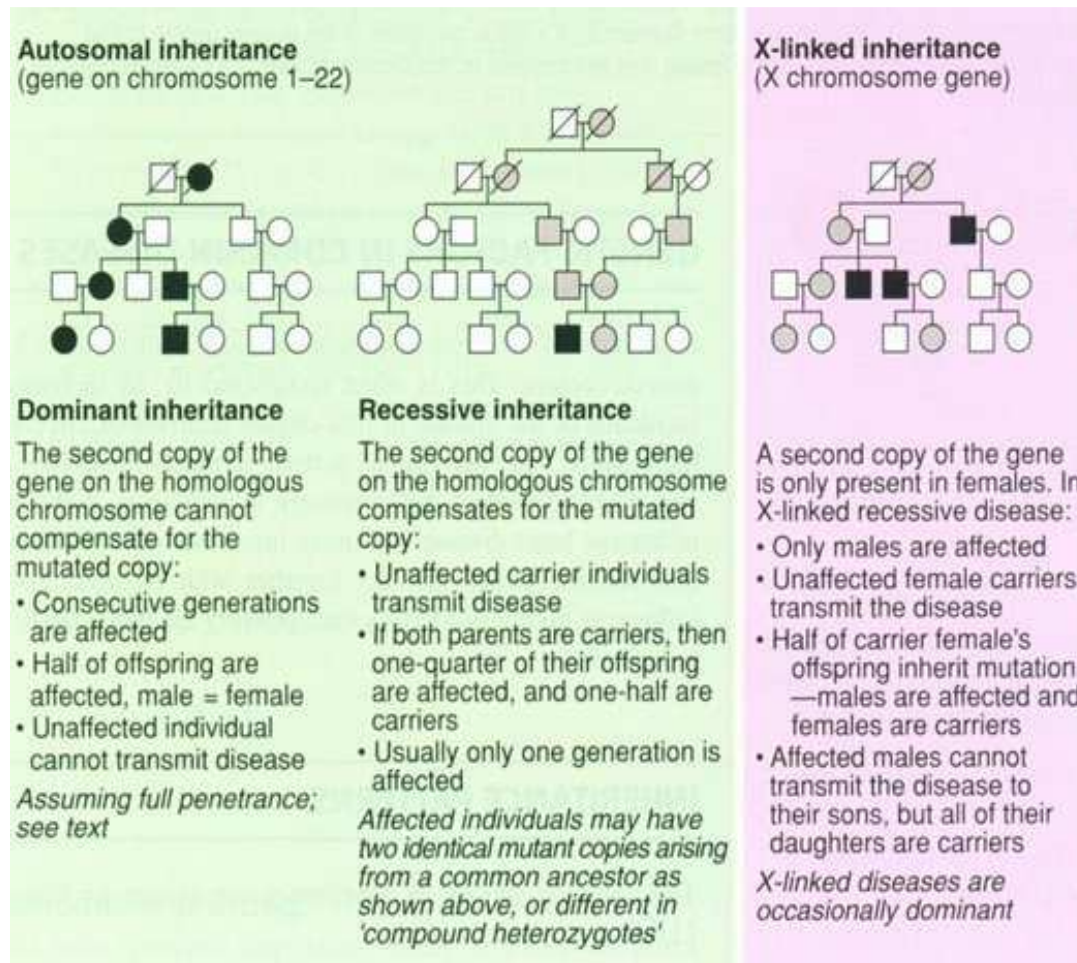 Autosomal inheritance
(gene on chromosome 1–22)
Dominant inheritance
The second copy of the
gene on the homologous
chromosome cannot
compensate for the
mutated copy:
• Consecutive generations
are affected
• Half of offspring are
affected, male = female
• Unaffected individual
cannot transmit disease
Assuming full penetrance;
see text
Recessive inheritance
The second copy of the gene
on the homologous chromosome
compensates for the mutated
copy:
• Unaffected carrier individuals
transmit disease
• If both parents are carriers, then
one-quarter of their offspring
are affected, and one-half are
carriers
• Usually only one generation is
affected
Affected individuals may have
two identical mutant copies arising
from a common ancestor as
shown above, or different in
'compound heterozygotes'
X-linked inheritance
(X chromosome gene)
A second copy of the gene
is only present in females. In
X-linked recessive disease:
• Only males are affected
• Unaffected female carriers
transmit the disease
• Half of carrier female's
offspring inherit mutation
—males are affected and
females are carriers
• Affected males cannot
transmit the disease to
their sons, but all of their
daughters are carriers
X-linked diseases are
occasionally dominant